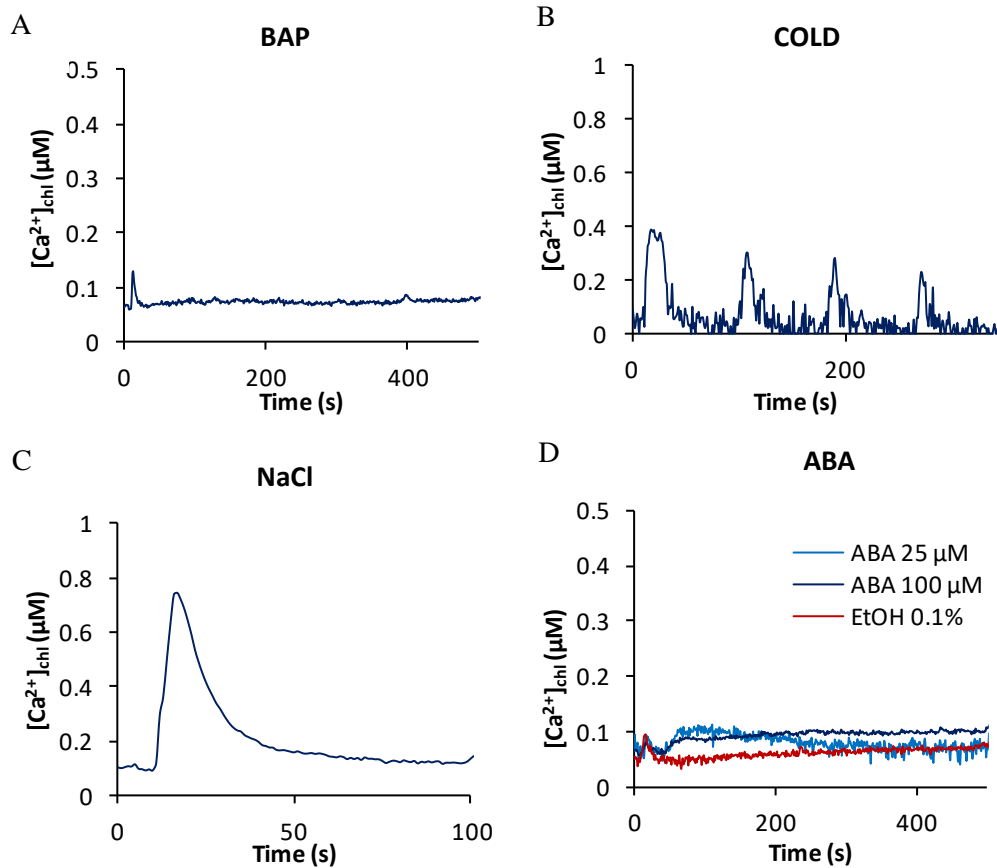 A
BAP
0.5
0.4
0.3
0.2
0.1
0
[Ca²⁺]chl (μM)
0 200 400
Time (s)
B
COLD
1
0.8
0.6
0.4
0.2
0
[Ca²⁺]chl (μM)
0 200
Time (s)
C
NaCl
1
0.8
0.6
0.4
0.2
0
[Ca²⁺]chl (μM)
0 50 100
Time (s)
D
ABA
0.5
0.4
0.3
0.2
0.1
0
[Ca²⁺]chl (μM)
ABA 25 μM
ABA 100 μM
EtOH 0.1%
0 200 400
Time (s)